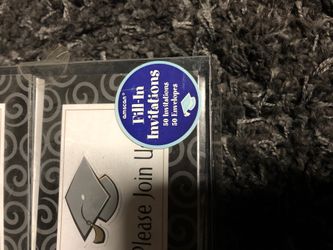 amscan®
Fill-In
Invitations
50 Invitations
50 Envelopes
Please Join U